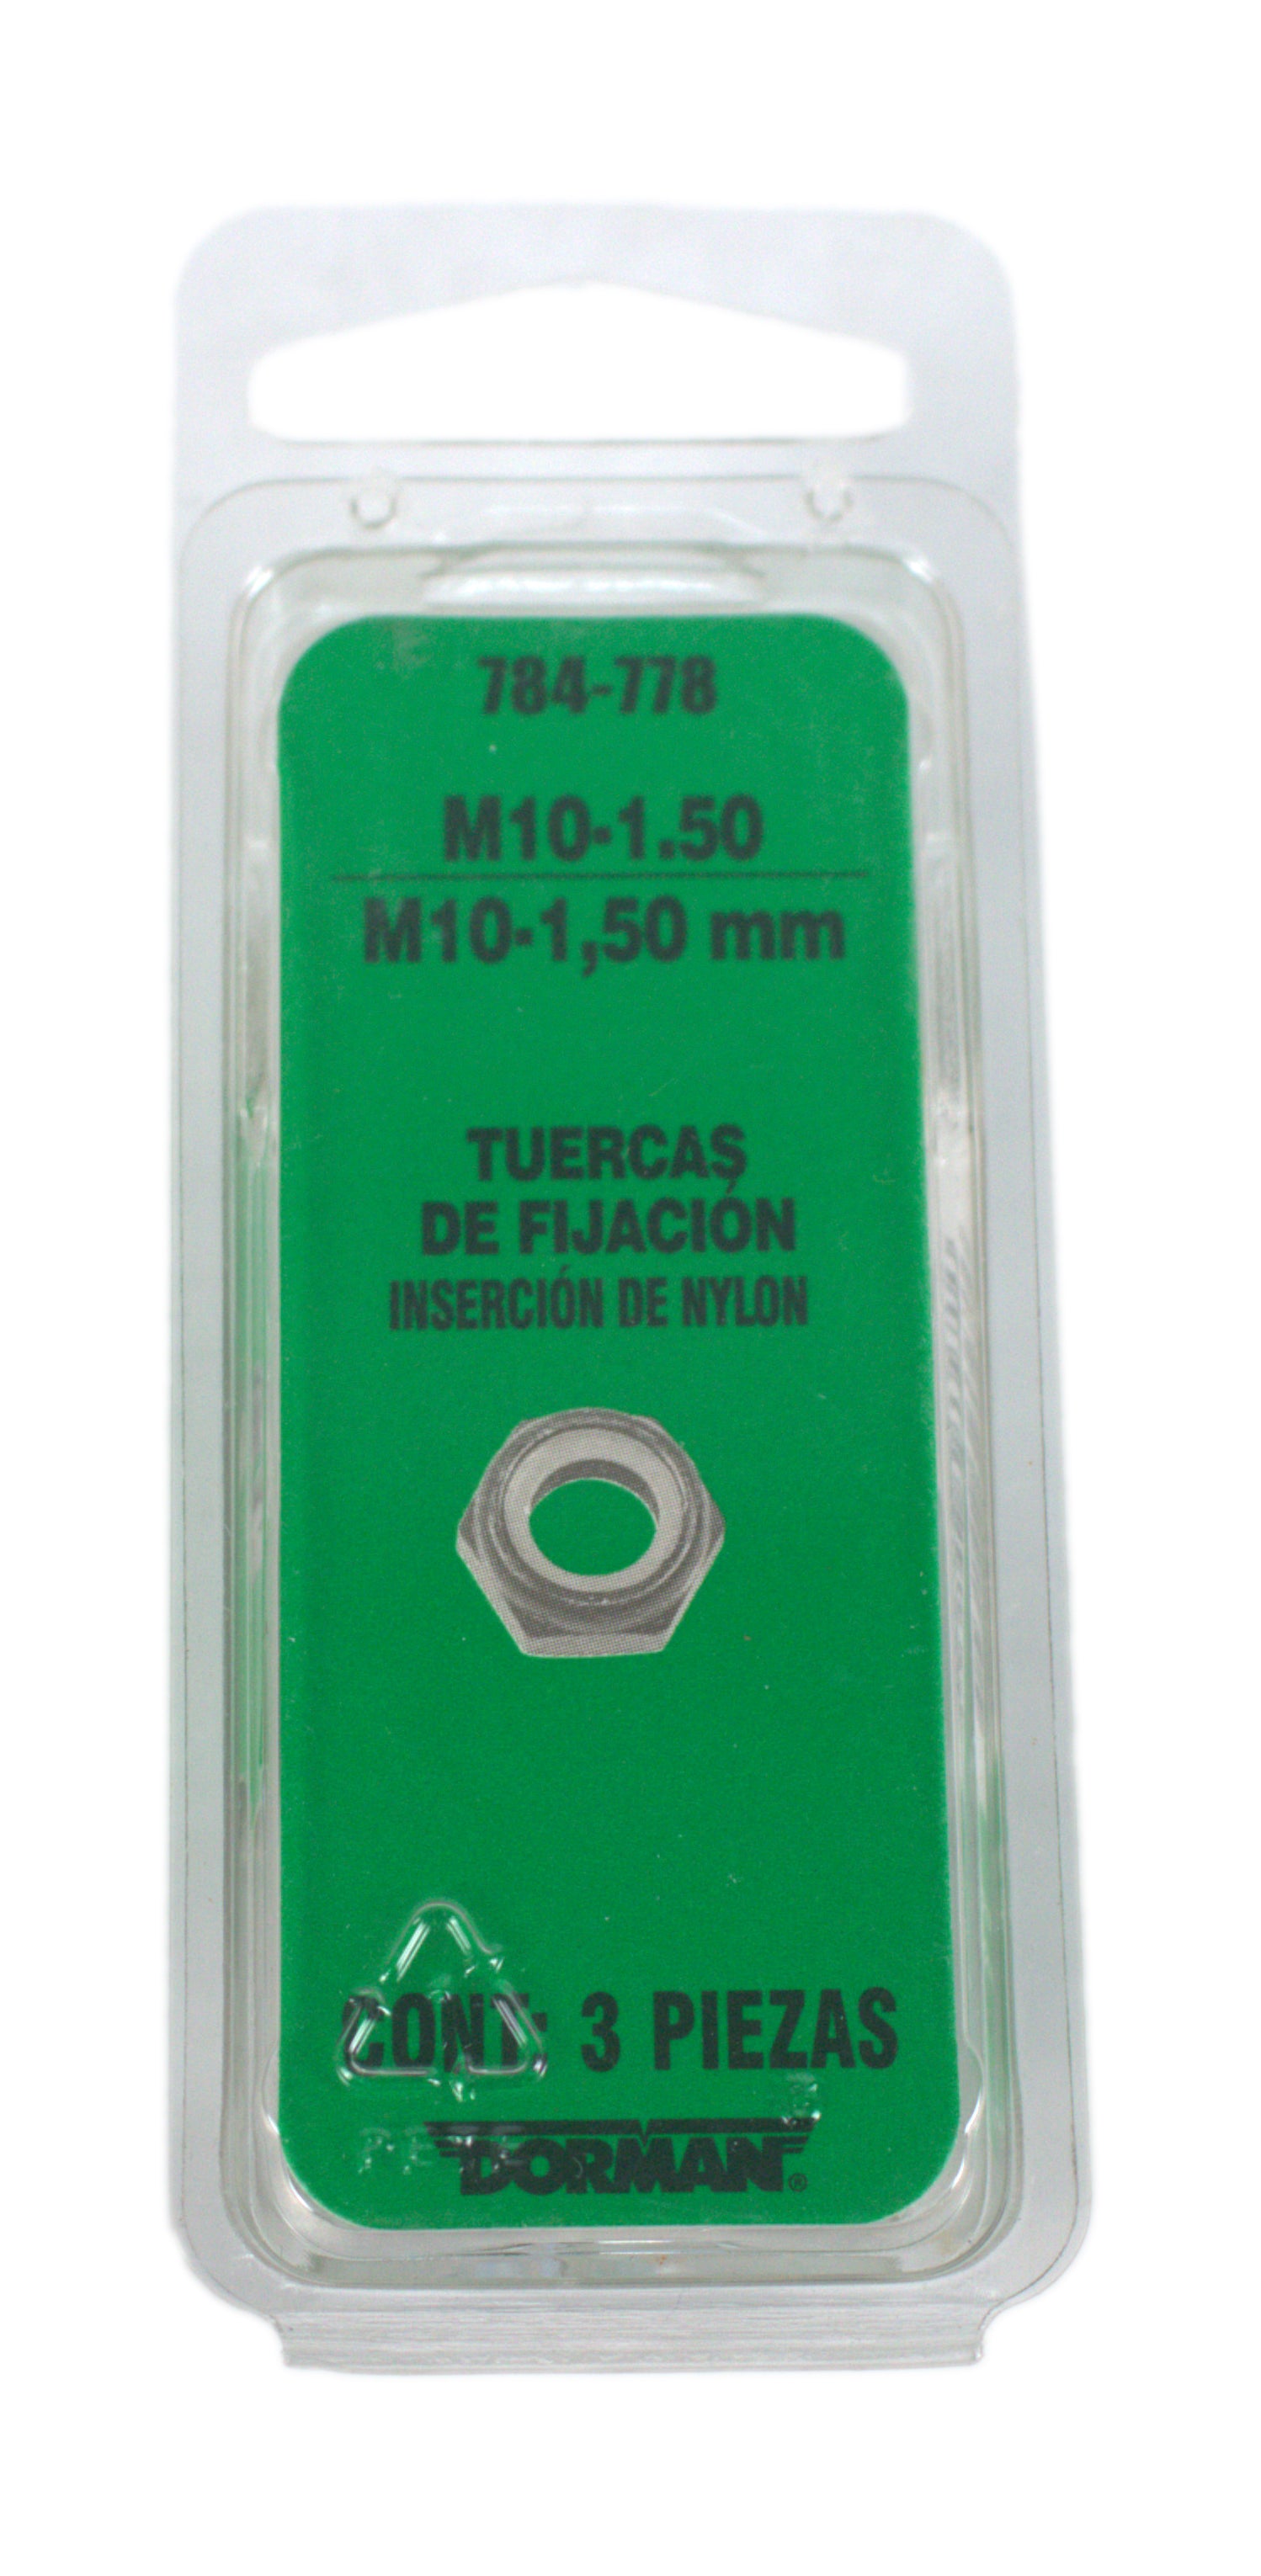 784-778
M10-1.50
M10-1,50 mm
TUERCAS
DE FIJACIÓN
INSERCIÓN DE NYLON
CONT: 3 PIEZAS
DORMAN®